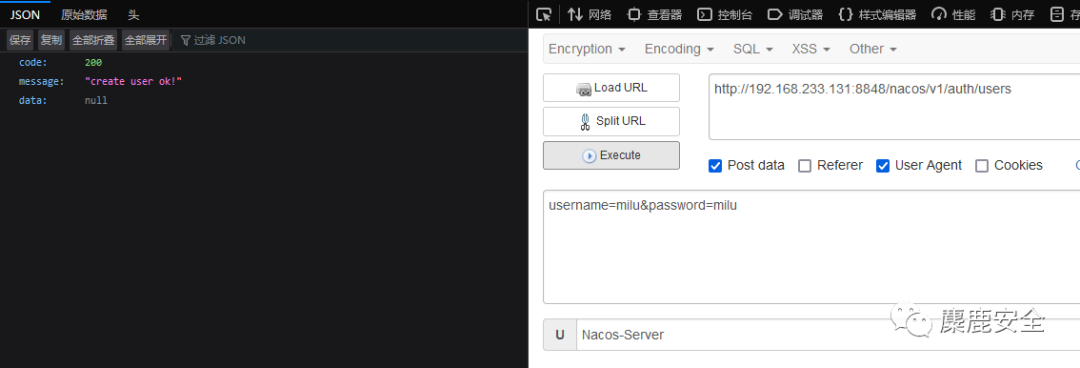 JSON 原始数据 头
保存 复制 全部折叠 全部展开 过滤 JSON
code: 200
message: "create user ok!"
data: null
网络 查看器 控制台 调试器 样式编辑器 性能 内存 存
Encryption Encoding SQL XSS Other
Load URL
http://192.168.233.131:8848/nacos/v1/auth/users
Split URL
Execute
Post data Referer User Agent Cookies
username=milu&password=milu
麋鹿安全
U Nacos-Server